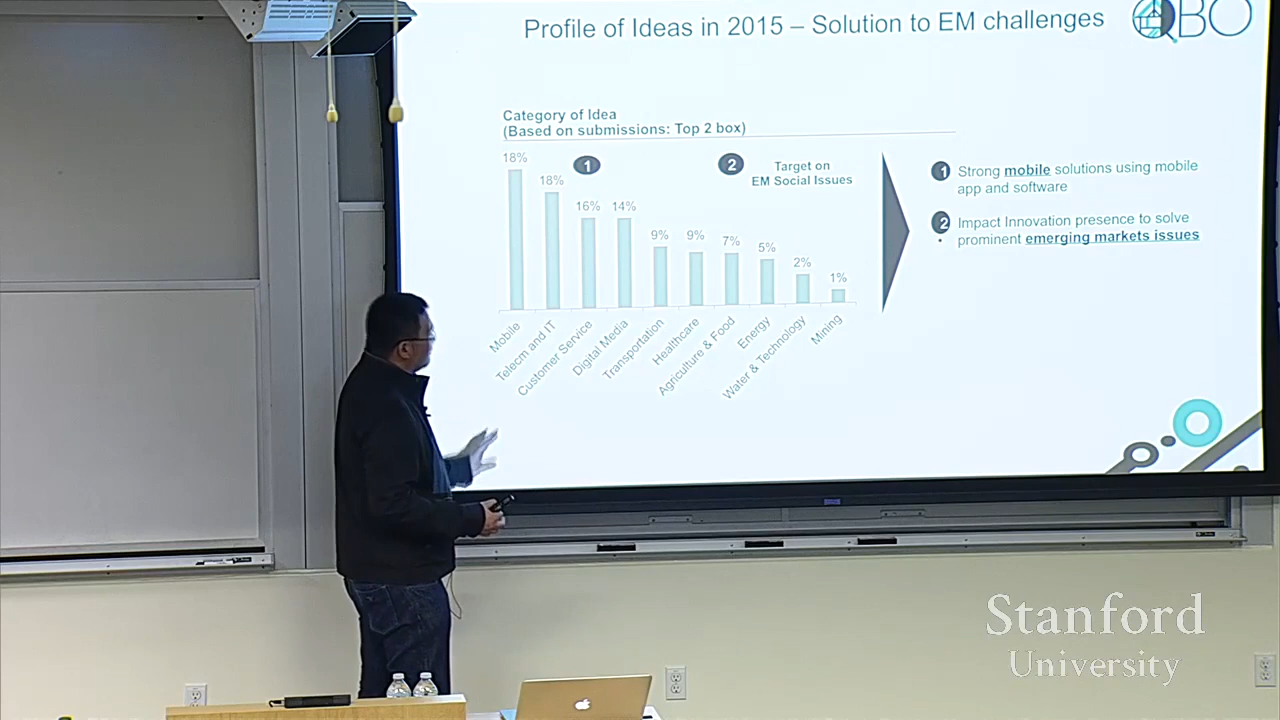 Profile of Ideas in 2015 – Solution to EM challenges
QBO
Category of Idea
(Based on submissions: Top 2 box)
18%
18%
16%
14%
9%
9%
7%
5%
2%
1%
1
2
Target on
EM Social Issues
Mobile
Telecm and IT
Customer Service
Digital Media
Transportation
Healthcare
Agriculture & Food
Energy
Water & Technology
Mining
1 Strong mobile solutions using mobile
app and software
2 Impact Innovation presence to solve
• prominent emerging markets issues
Stanford
University